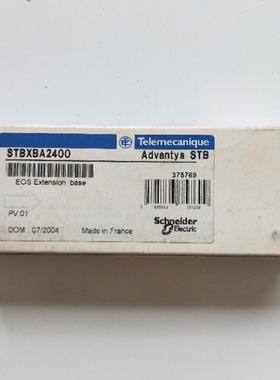 Telemecanique
STBXBA2400
Advantys STB
EOS Extension base
375769
PV:01
Schneider
Electric
DOM : 07/2004
Made in France